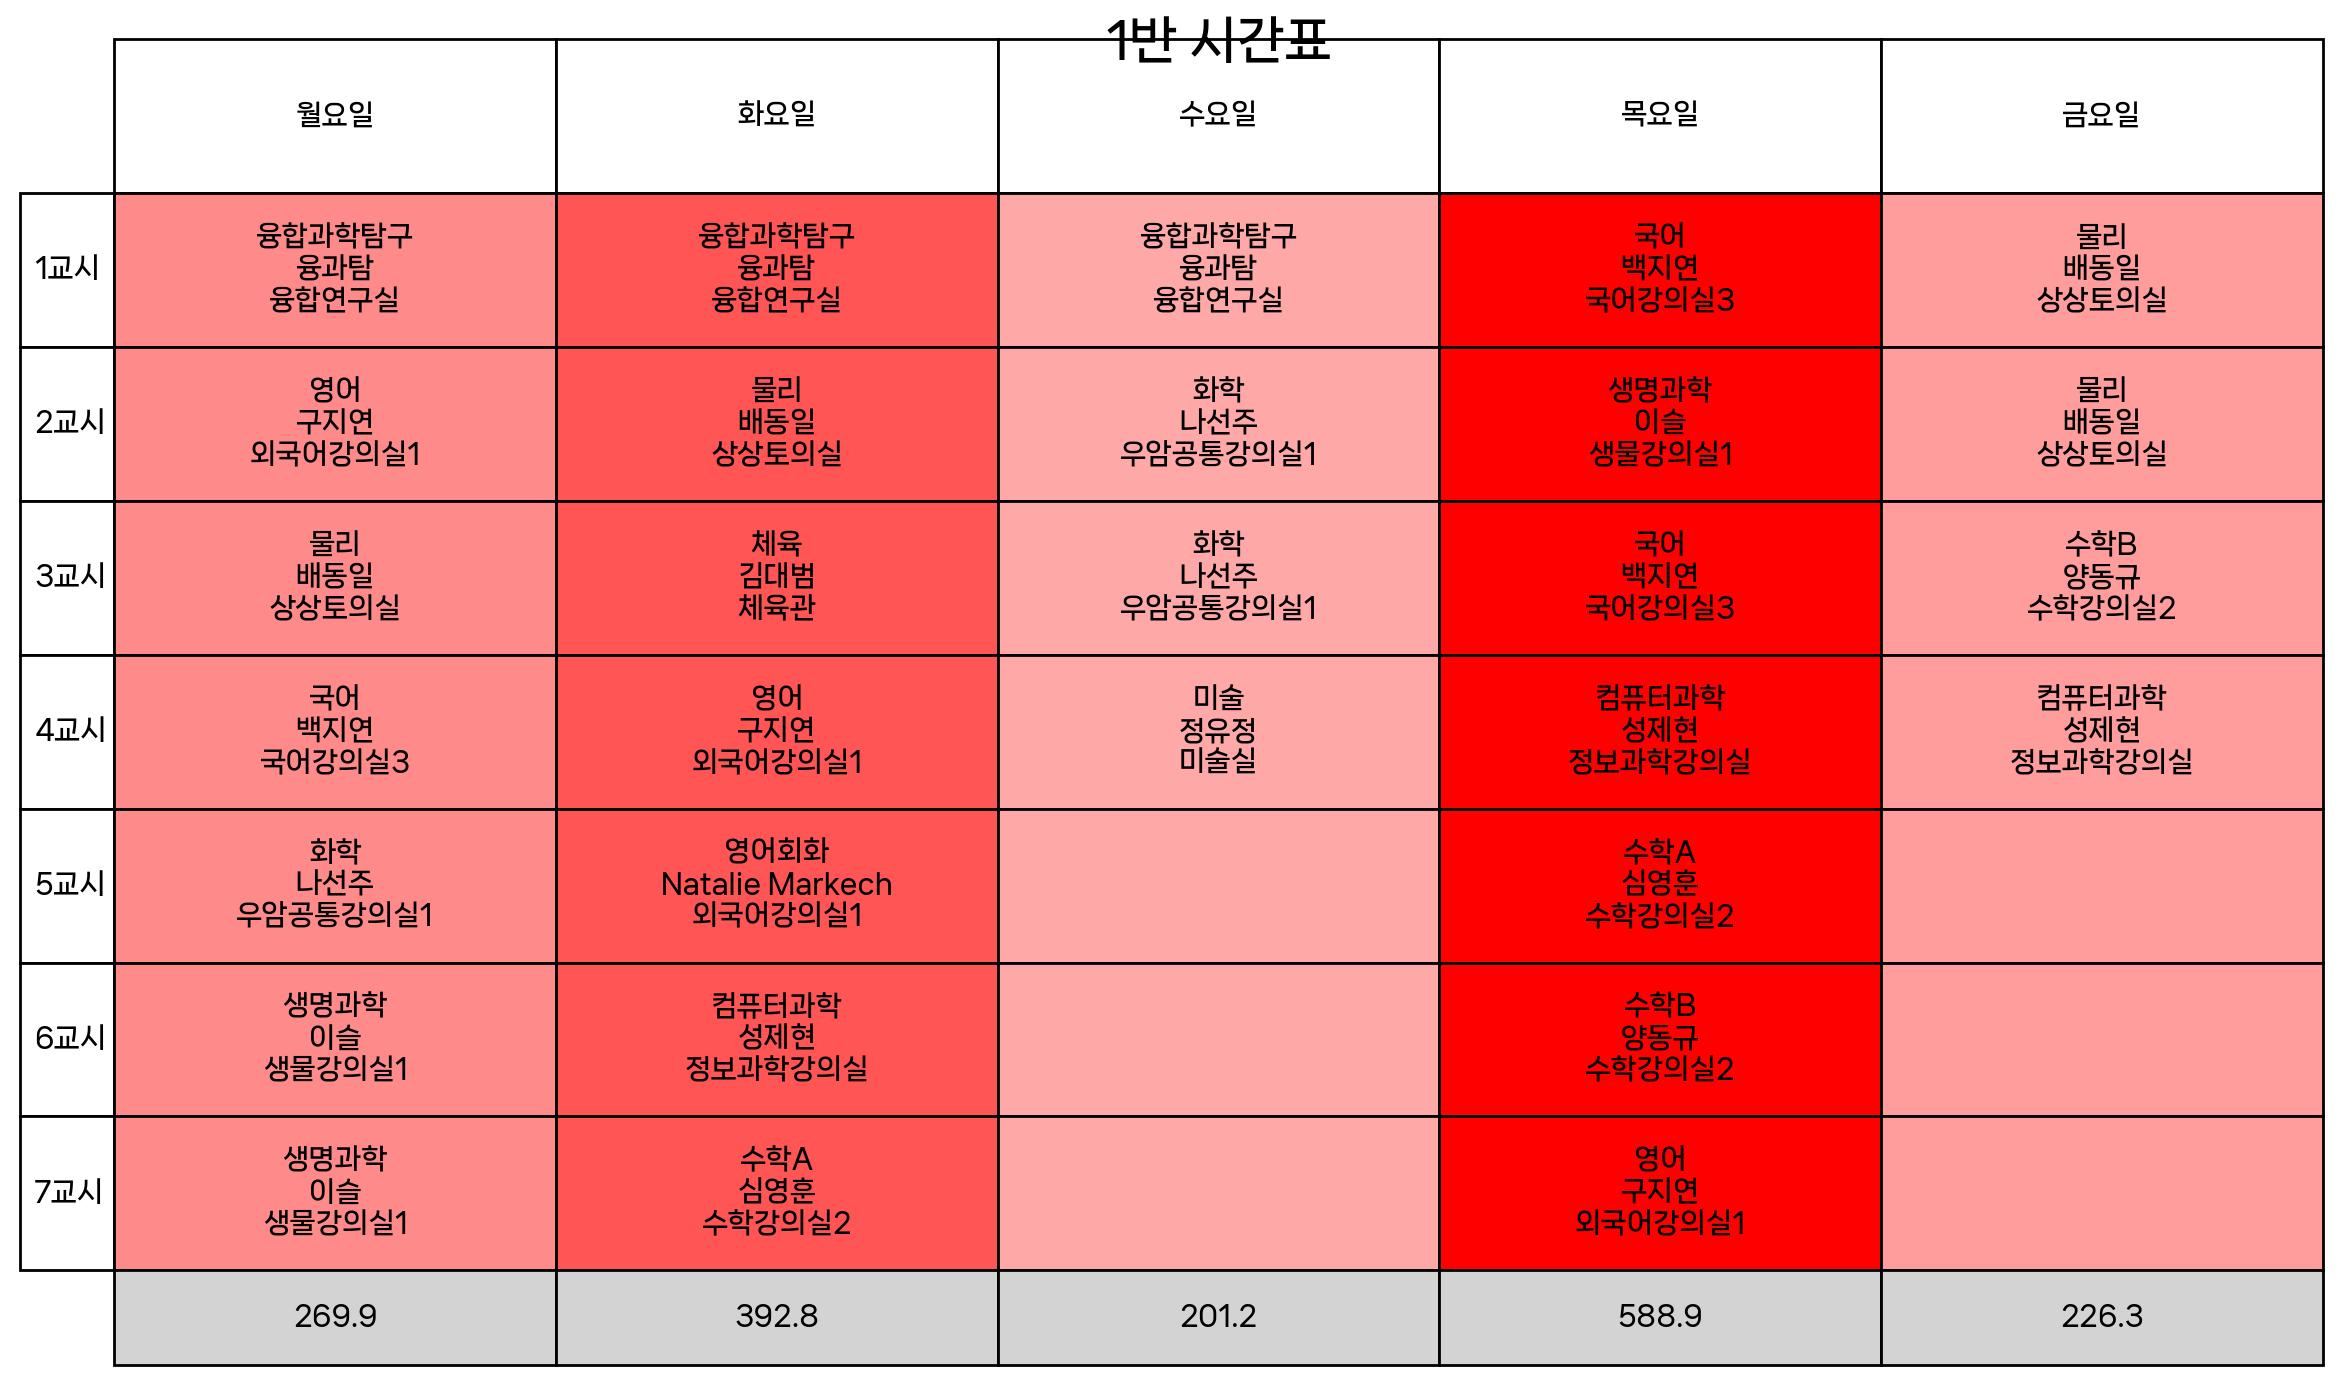 1반 시간표
월요일 화요일 수요일 목요일 금요일
1교시
융합과학탐구
융과탐
융합연구실
융합과학탐구
융과탐
융합연구실
융합과학탐구
융과탐
융합연구실
국어
백지연
국어강의실3
물리
배동일
상상토의실
2교시
영어
구지연
외국어강의실1
물리
배동일
상상토의실
화학
나선주
우암공통강의실1
생명과학
이슬
생물강의실1
물리
배동일
상상토의실
3교시
물리
배동일
상상토의실
체육
김대범
체육관
화학
나선주
우암공통강의실1
국어
백지연
국어강의실3
수학B
양동규
수학강의실2
4교시
국어
백지연
국어강의실3
영어
구지연
외국어강의실1
미술
정유정
미술실
컴퓨터과학
성제현
정보과학강의실
컴퓨터과학
성제현
정보과학강의실
5교시
화학
나선주
우암공통강의실1
영어회화
Natalie Markech
외국어강의실1
수학A
심영훈
수학강의실2
6교시
생명과학
이슬
생물강의실1
컴퓨터과학
성제현
정보과학강의실
수학B
양동규
수학강의실2
7교시
생명과학
이슬
생물강의실1
수학A
심영훈
수학강의실2
영어
구지연
외국어강의실1
269.9 392.8 201.2 588.9 226.3